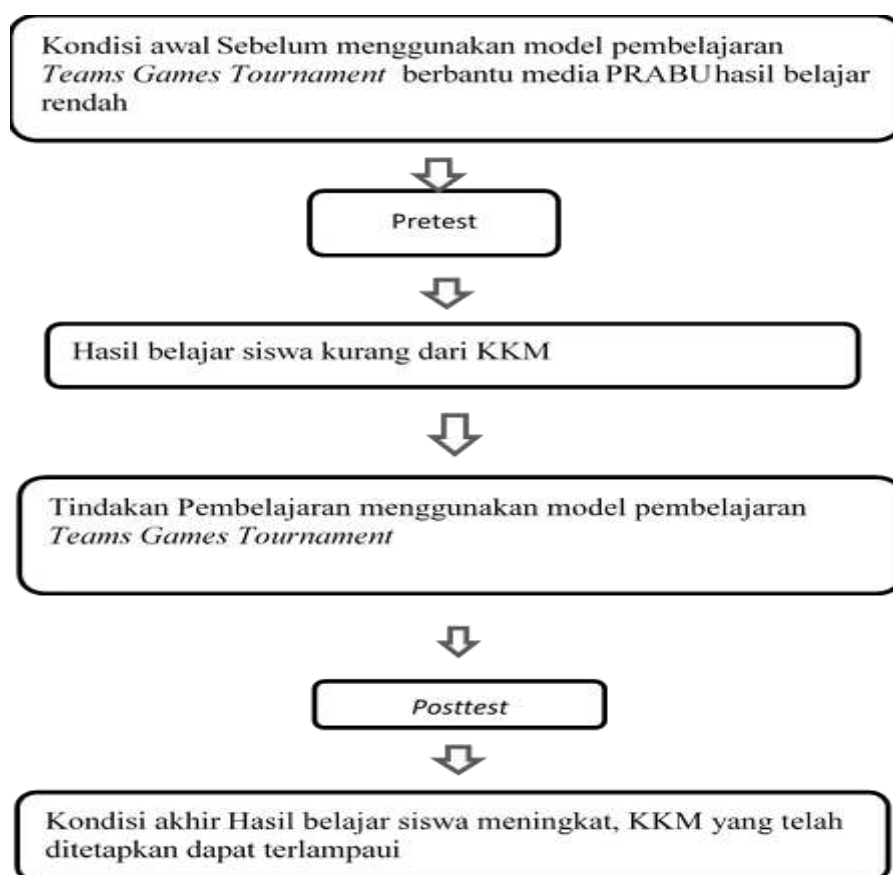 Kondisi awal Sebelum menggunakan model pembelajaran
Teams Games Tournament berbantu media PRABU hasil belajar
rendah
Pretest
Hasil belajar siswa kurang dari KKM
Tindakan Pembelajaran menggunakan model pembelajaran
Teams Games Tournament
Posttest
Kondisi akhir Hasil belajar siswa meningkat, KKM yang telah
ditetapkan dapat terlampaui